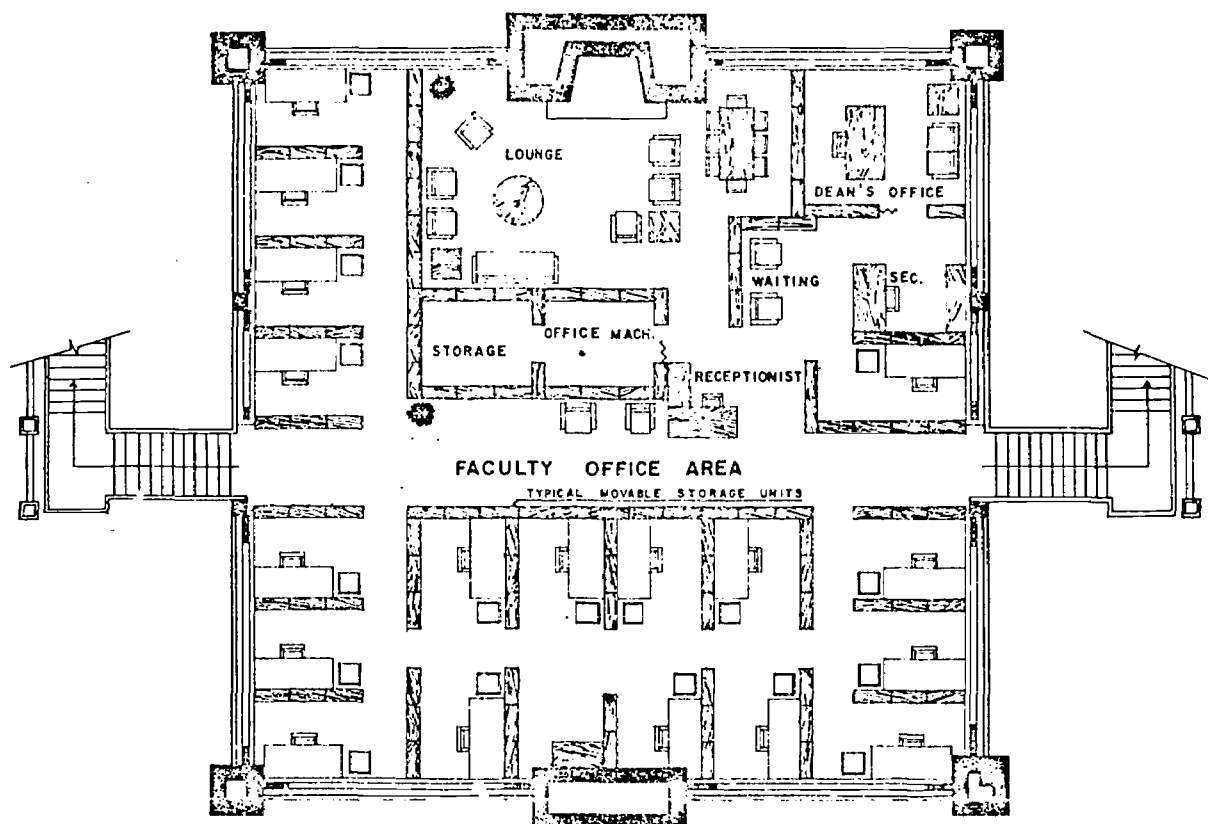 LOUNGE
DEAN'S OFFICE
WAITING
SEC.
OFFICE MACH.
STORAGE
RECEPTIONIST
FACULTY OFFICE AREA
TYPICAL MOVABLE STORAGE UNITS